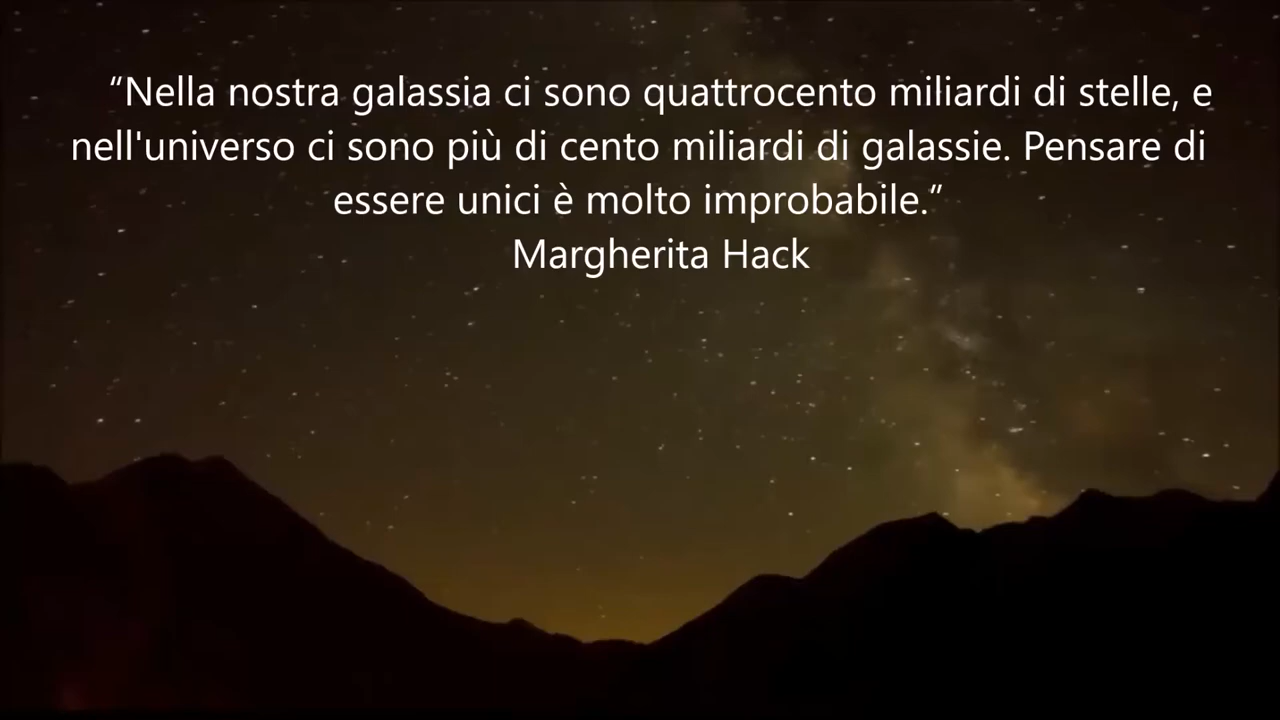 “Nella nostra galassia ci sono quattrocento miliardi di stelle, e
nell'universo ci sono più di cento miliardi di galassie. Pensare di
essere unici è molto improbabile.”
Margherita Hack